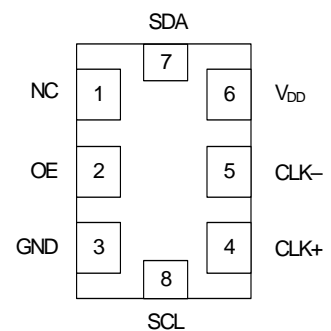 SDA
7
NC 1 6 VDD
OE 2 5 CLK–
GND 3 4 CLK+
8
SCL